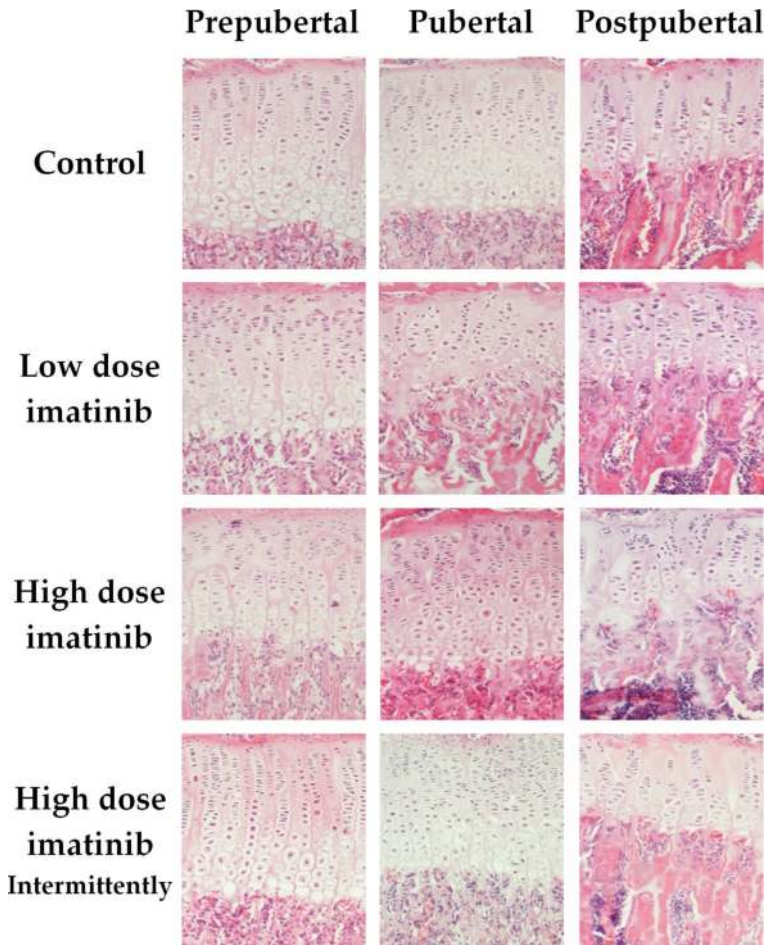 Prepubertal Pubertal Postpubertal
Control
Low dose
imatinib
High dose
imatinib
High dose
imatinib
Intermittently